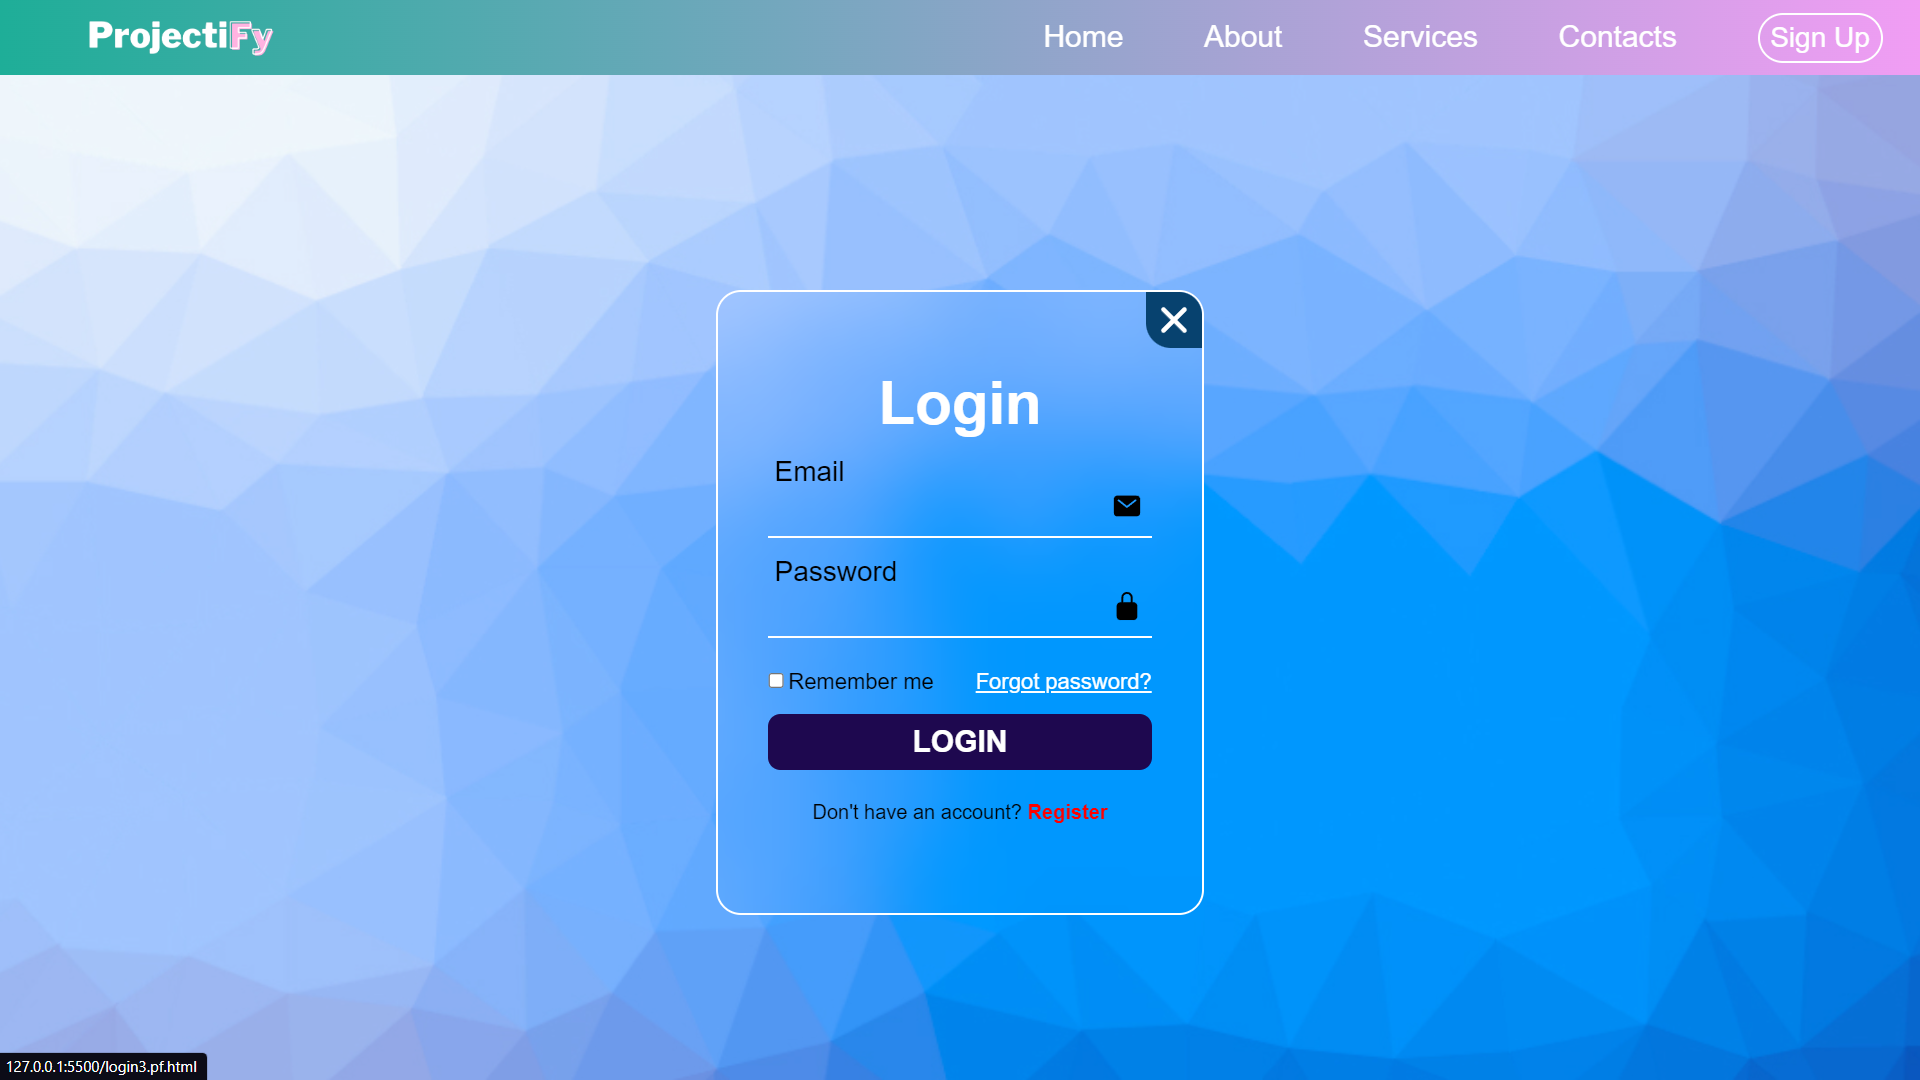 ProjectiFy Home About Services Contacts Sign Up
Login
Email
Password
Remember me Forgot password?
LOGIN
Don't have an account? Register
127.0.0.1:5500/login3.pf.html